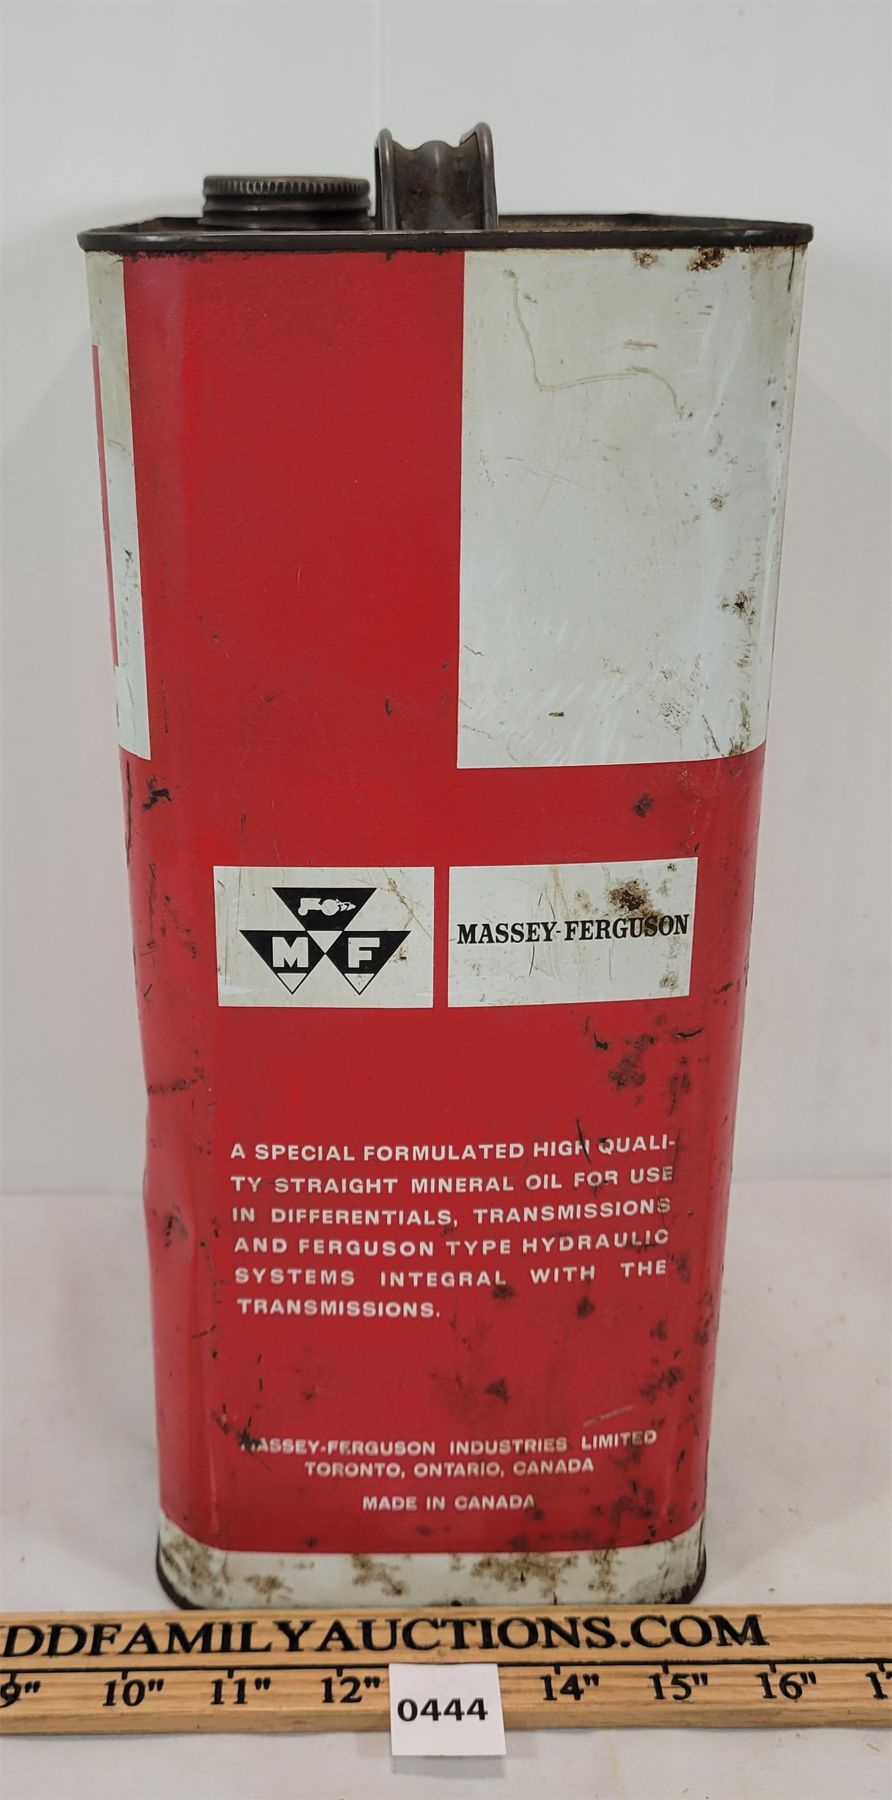 M F
MASSEY-FERGUSON
A SPECIAL FORMULATED HIGH QUALI-
TY STRAIGHT MINERAL OIL FOR USE
IN DIFFERENTIALS, TRANSMISSIONS
AND FERGUSON TYPE HYDRAULIC
SYSTEMS INTEGRAL WITH THE
TRANSMISSIONS.
MASSEY-FERGUSON INDUSTRIES LIMITED
TORONTO, ONTARIO, CANADA
MADE IN CANADA
DDFAMILYAUCTIONS.COM
9" 10" 11" 12" 14" 15" 16"
0444